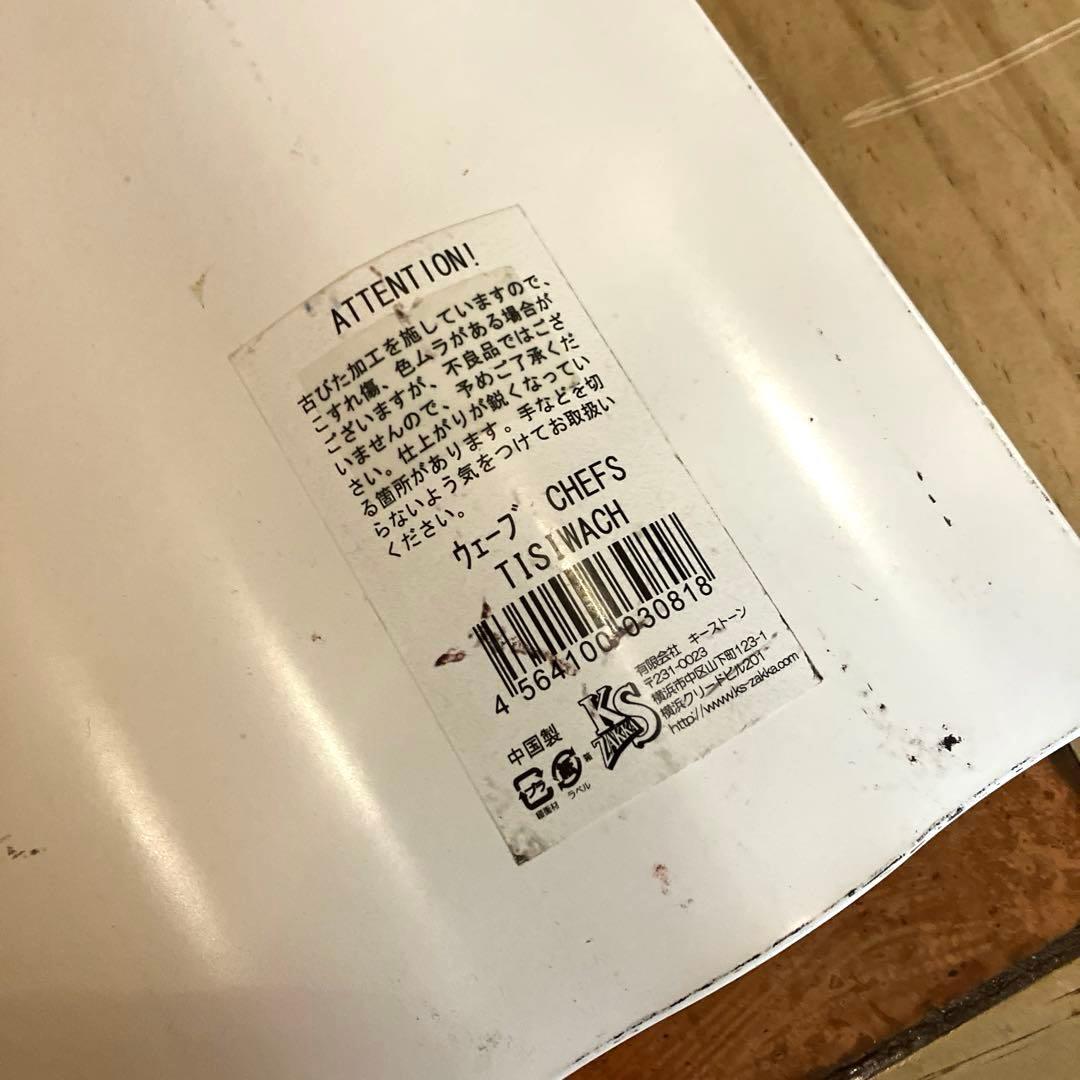 ATTENTION!
古びた加工を施していますので、
こすれ傷、色ムラがある場合が
ございますが、不良品ではござ
いませんので、予めご了承くだ
さい。仕上がりが鋭くなってい
る箇所があります。手などを切
らないよう気をつけてお取扱い
ください。
ウェーブ CHEFS
TISIWACH
4 564100 030818
有限会社 キーストーン
〒231-0023
横浜市中区山下町123-1
横浜クリードビル201
http://www.ks-zakka.com
KS
ZAKKA
中国製
プラ
紙
ラベル